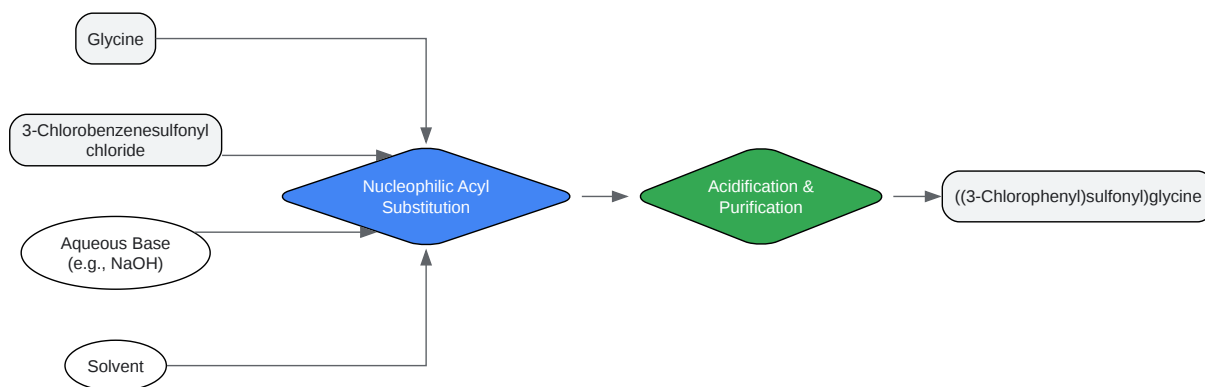 Glycine
3-Chlorobenzenesulfonyl
chloride
Aqueous Base
(e.g., NaOH)
Solvent
Nucleophilic Acyl
Substitution
Acidification &
Purification
((3-Chlorophenyl)sulfonyl)glycine